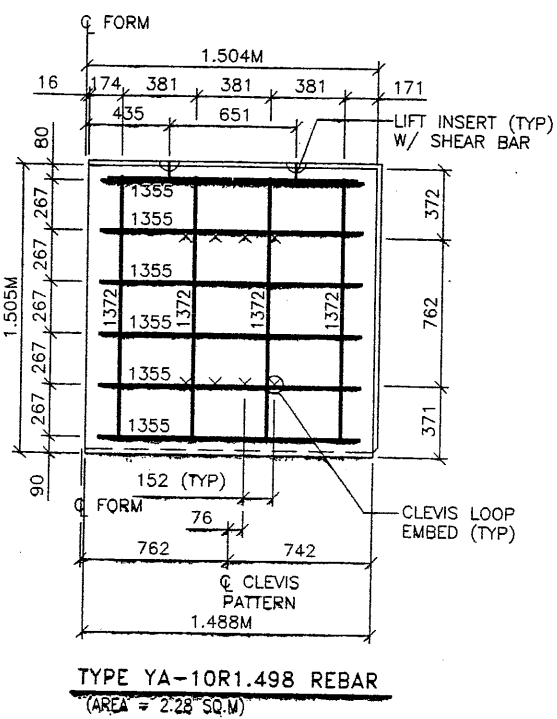 ℄ FORM
1.504M
16 174 381 381 381 171
435 651
LIFT INSERT (TYP)
W/ SHEAR BAR
80
267
267
267
267
267
90
1.505M
1355
1355
1355
1355
1355
1355
1372 1372 1372 1372
372
762
371
152 (TYP)
℄ FORM
76
CLEVIS LOOP
EMBED (TYP)
762 742
℄ CLEVIS
PATTERN
1.488M
TYPE YA-10R1.498 REBAR
(AREA = 2.28 SQ.M)